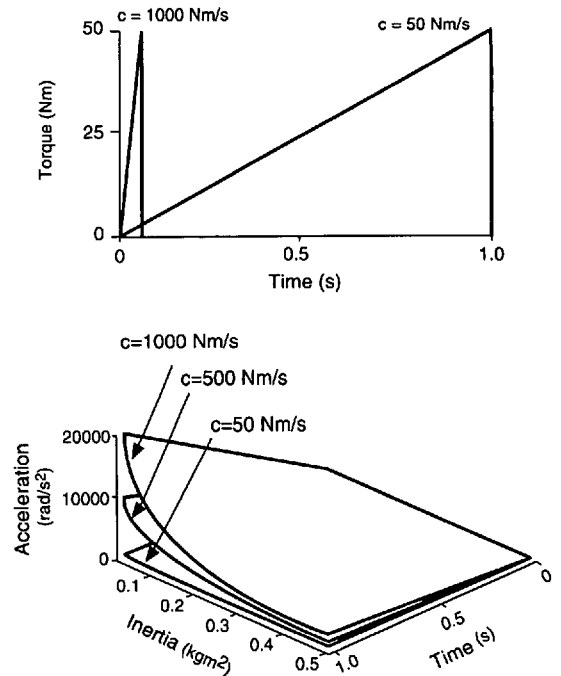 c = 1000 Nm/s
c = 50 Nm/s
50
25
0
Torque (Nm)
0
0.5
1.0
Time (s)
c=1000 Nm/s
c=500 Nm/s
c=50 Nm/s
20000
10000
0
Acceleration
(rad/s²)
0.1
0.2
0.3
0.4
0.5
Inertia (kgm2)
1.0
0.5
0
Time (s)